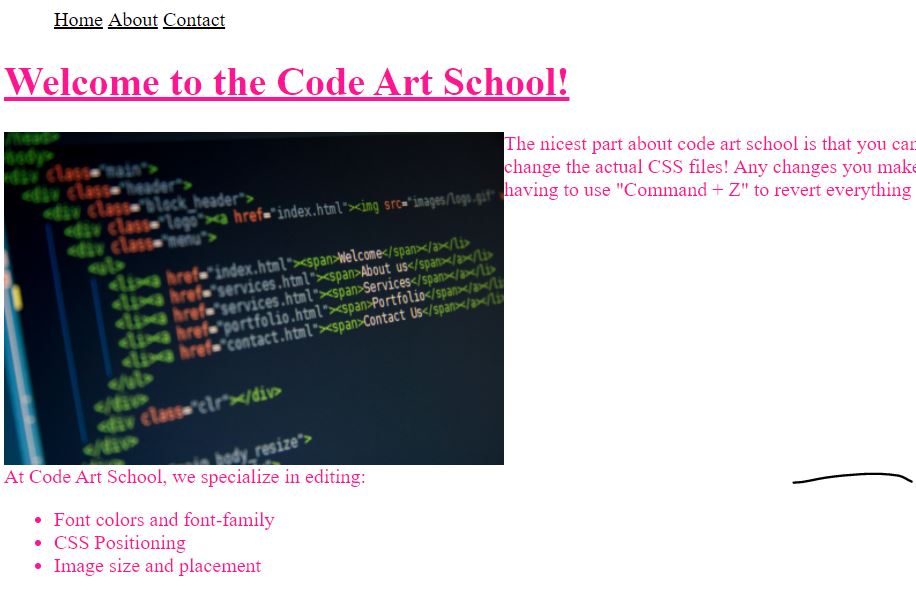 Home About Contact
Welcome to the Code Art School!
The nicest part about code art school is that you can
change the actual CSS files! Any changes you make
having to use "Command + Z" to revert everything
class="main">
class="header">
<div class="block_header">
<div class="logo"><a href="index.html"><img src="images/logo.gif"
<div class="menu">
<ul>
<li><a href="index.html"><span>Welcome</span></a></li>
<li><a href="services.html"><span>About us</span></a></li>
<li><a href="services.html"><span>Services</span></a></li>
<li><a href="portfolio.html"><span>Portfolio</span></a></li>
<li><a href="contact.html"><span>Contact Us</span></a></li>
</ul>
</div>
<div class="clr"></div>
</div>
body_resize">
At Code Art School, we specialize in editing:
• Font colors and font-family
• CSS Positioning
• Image size and placement